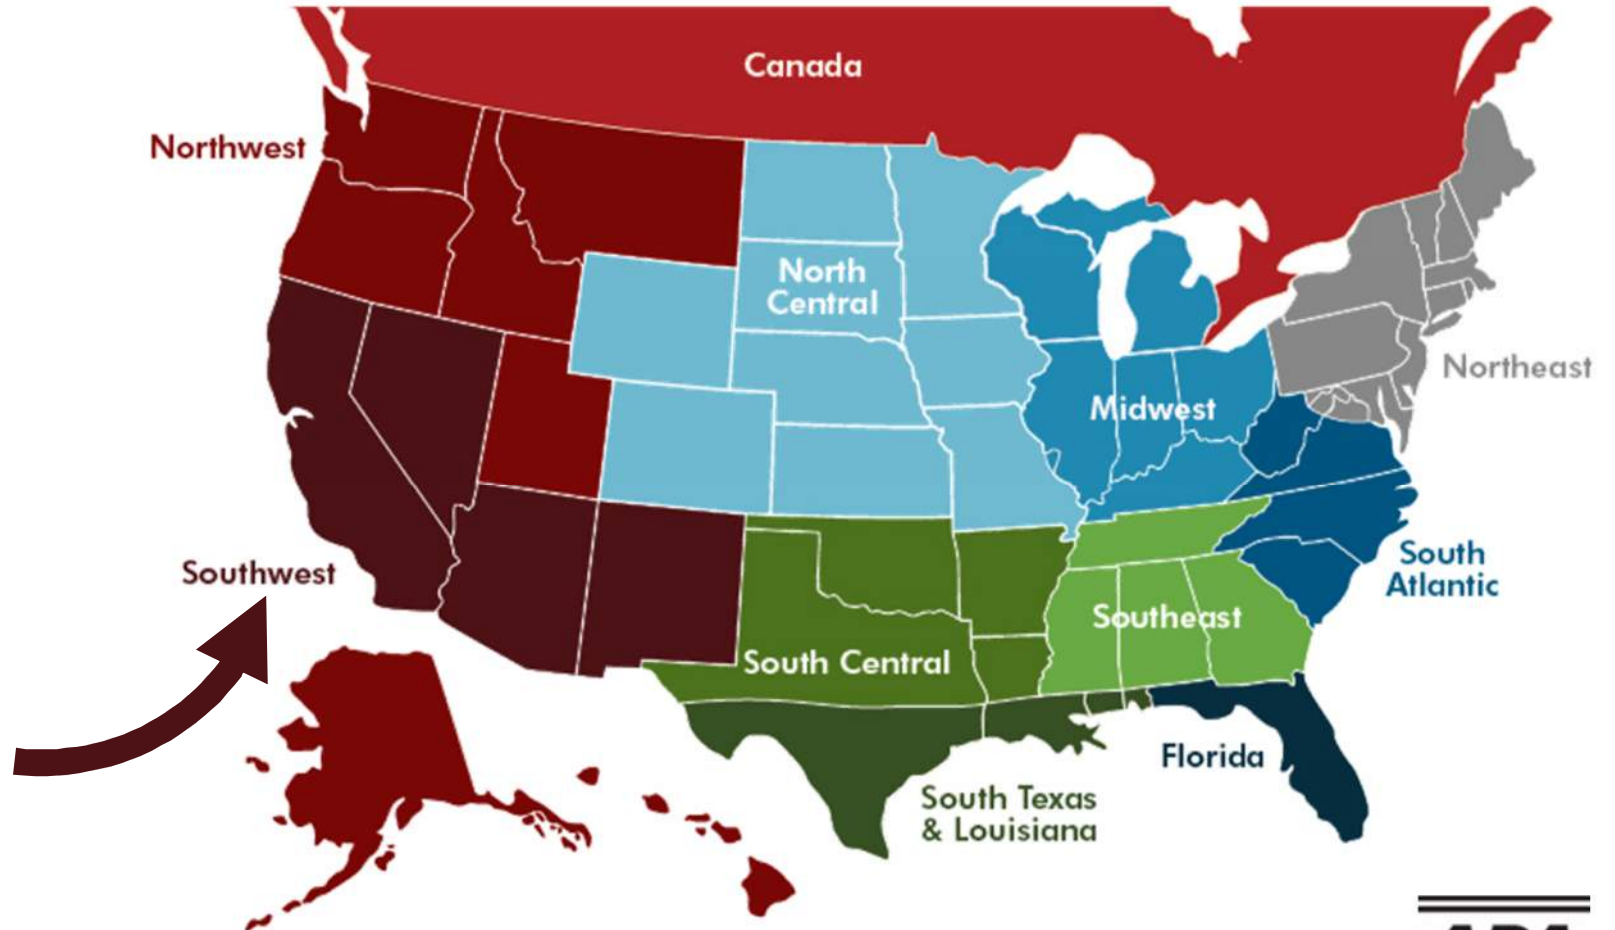 Canada
Northwest
North
Central
Northeast
Midwest
Southwest
South
Atlantic
Southeast
South Central
Florida
South Texas
& Louisiana